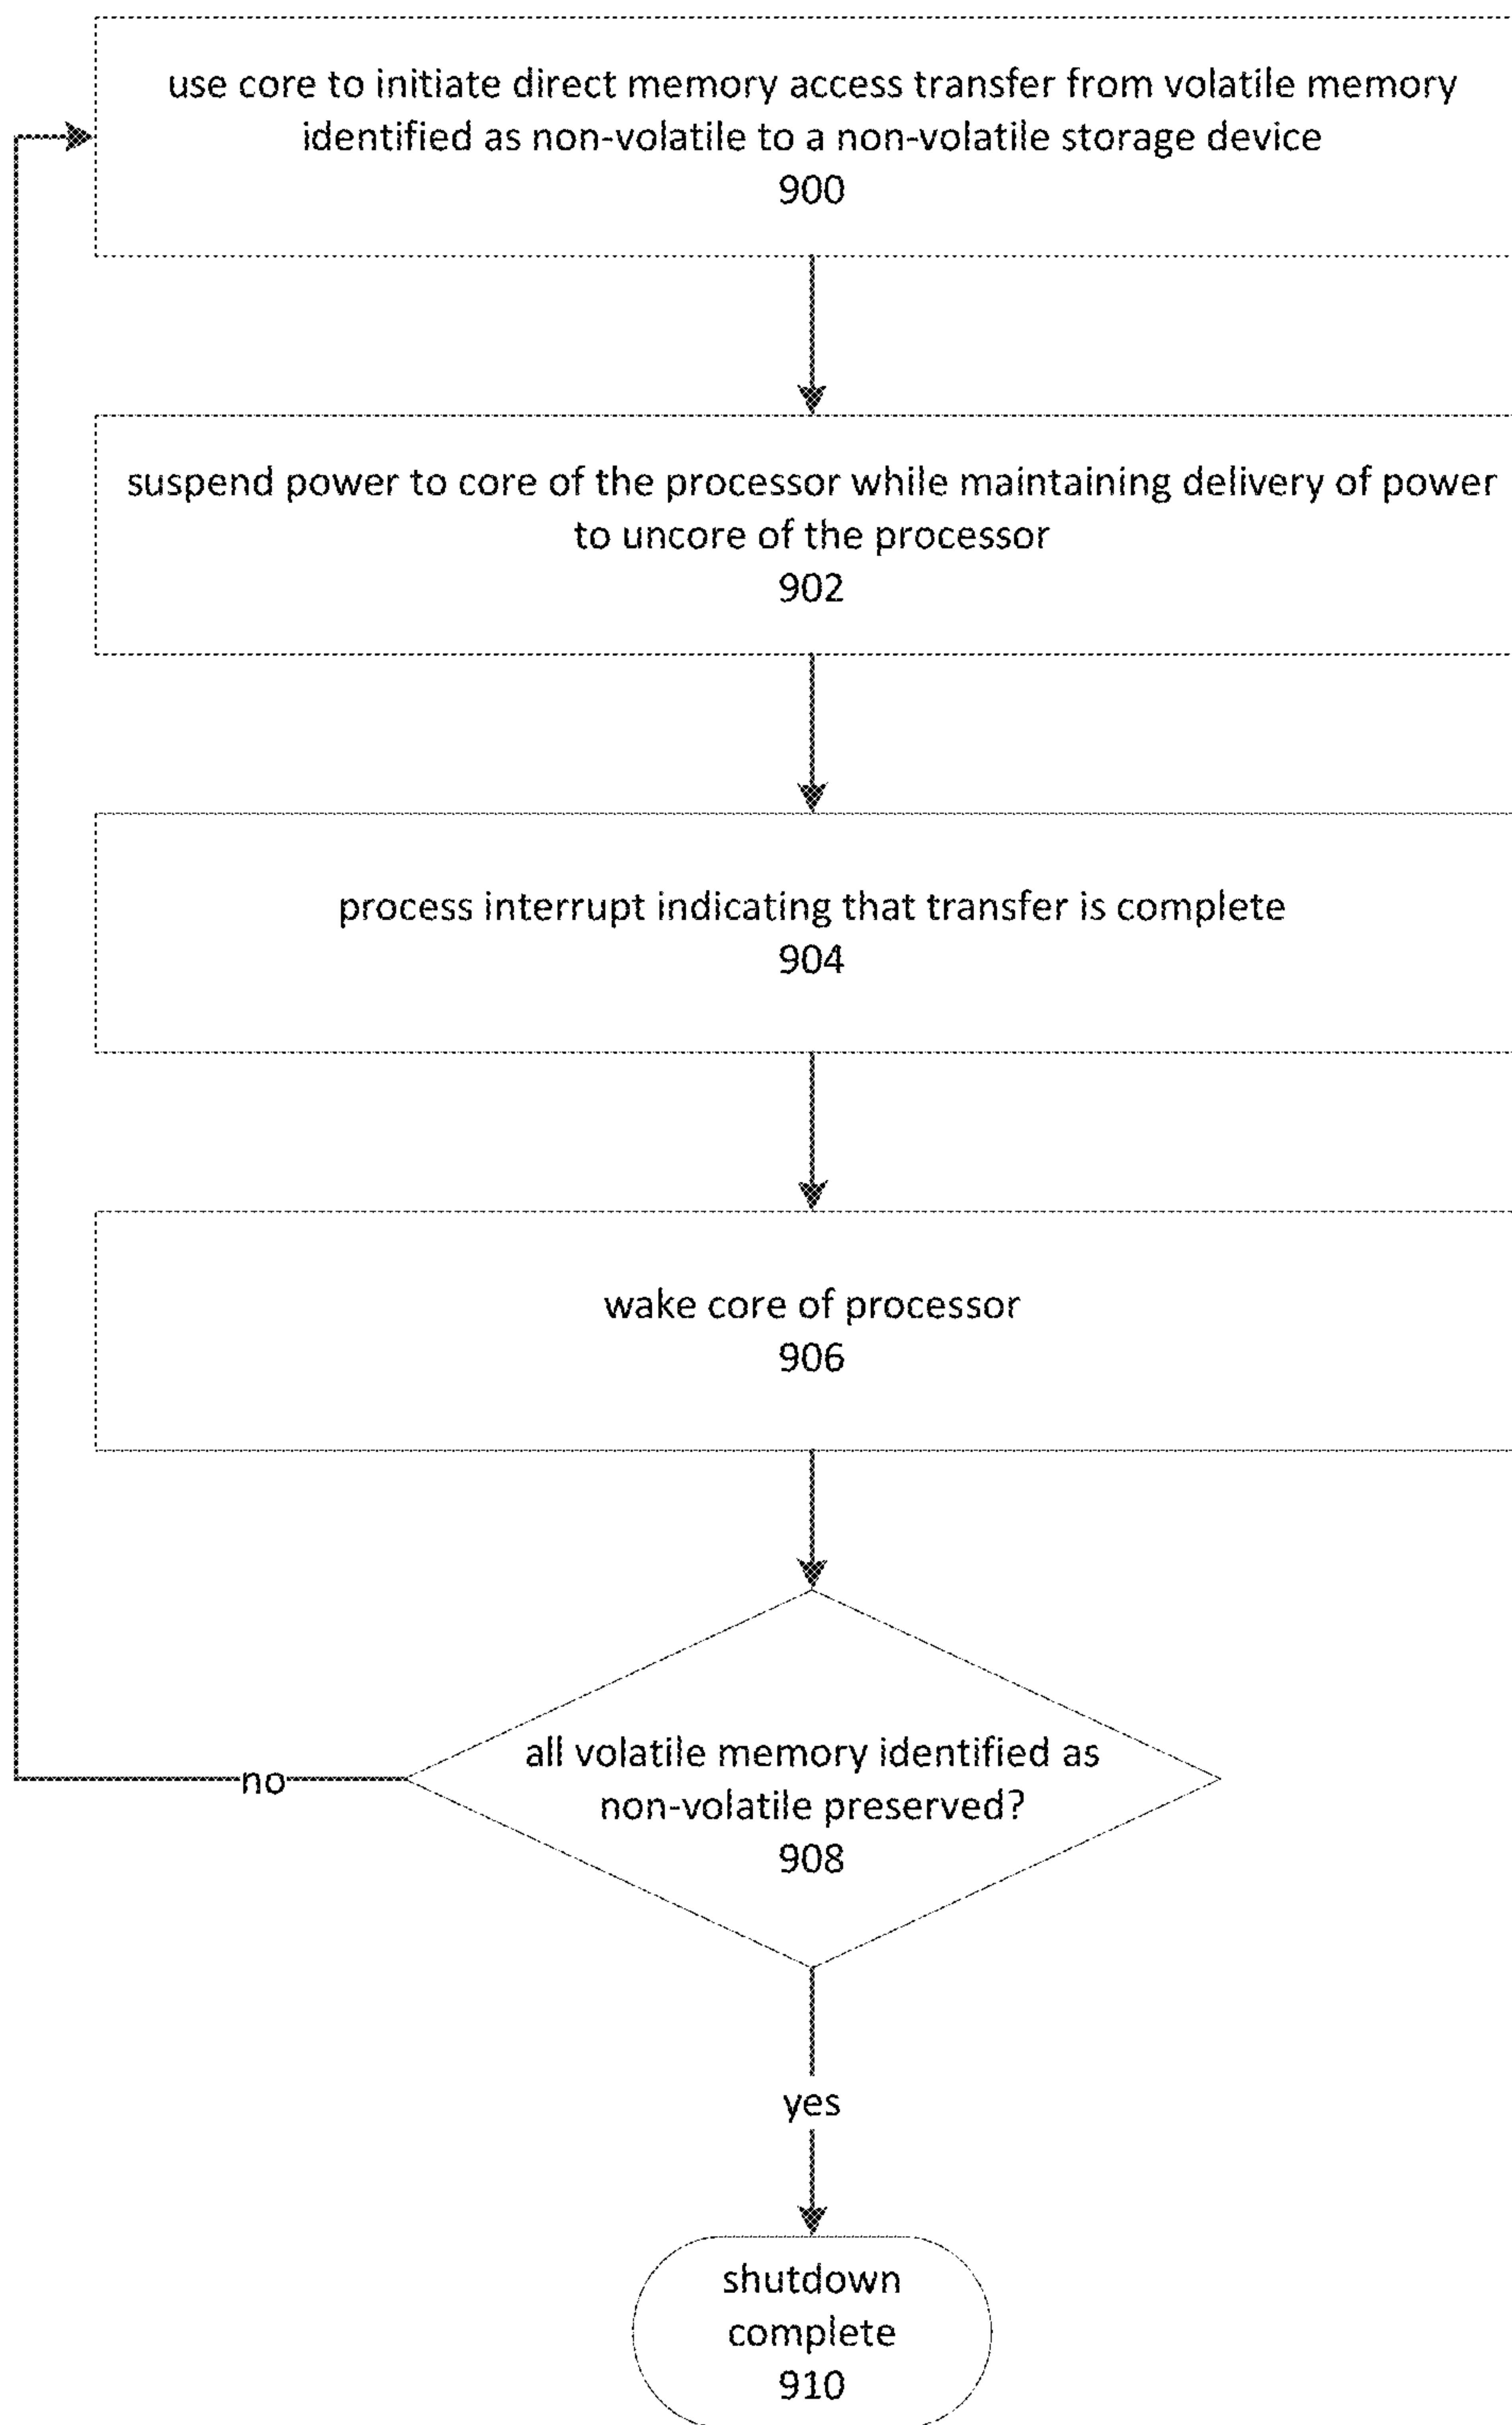 use core to initiate direct memory access transfer from volatile memory
identified as non-volatile to a non-volatile storage device
900
suspend power to core of the processor while maintaining delivery of power
to uncore of the processor
902
process interrupt indicating that transfer is complete
904
wake core of processor
906
all volatile memory identified as
non-volatile preserved?
908
no
yes
shutdown
complete
910